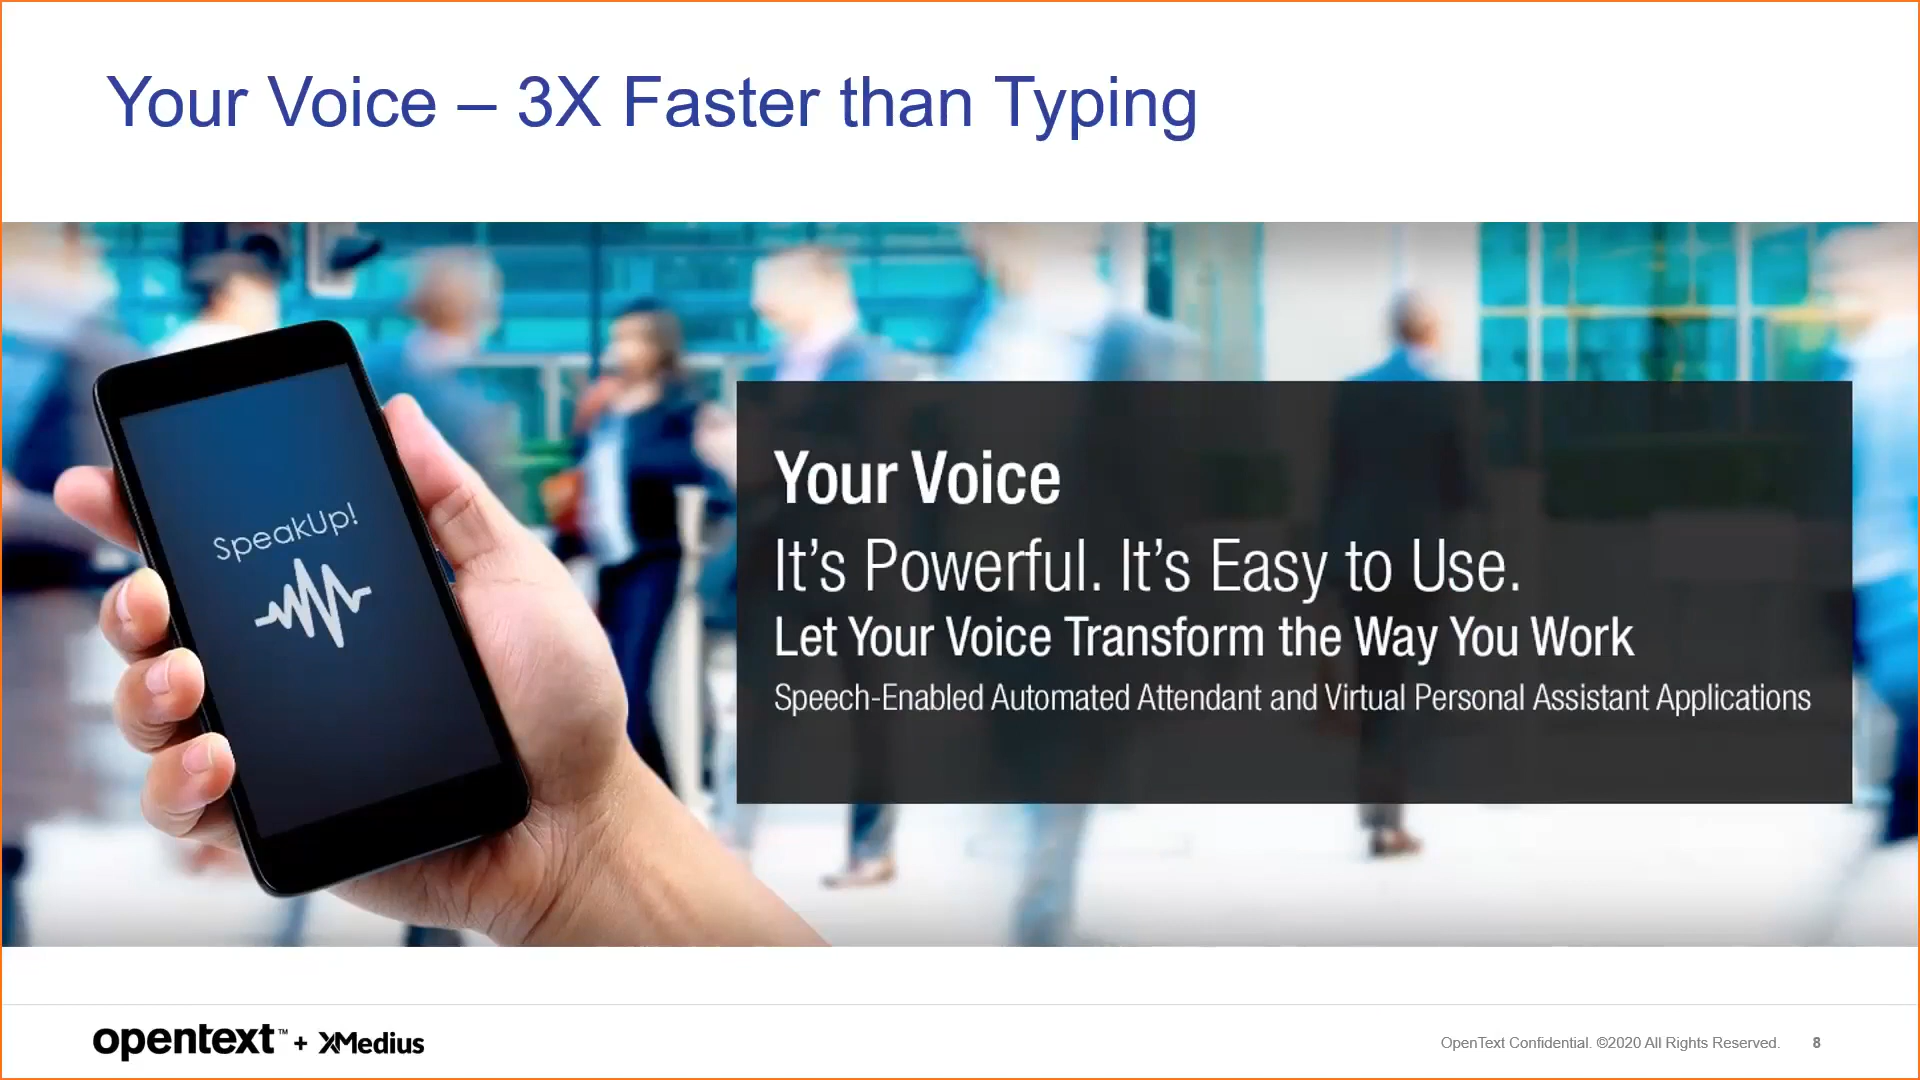 Your Voice – 3X Faster than Typing
SpeakUp!
Your Voice
It's Powerful. It's Easy to Use.
Let Your Voice Transform the Way You Work
Speech-Enabled Automated Attendant and Virtual Personal Assistant Applications
opentext™ + XMedius
OpenText Confidential. ©2020 All Rights Reserved. 8